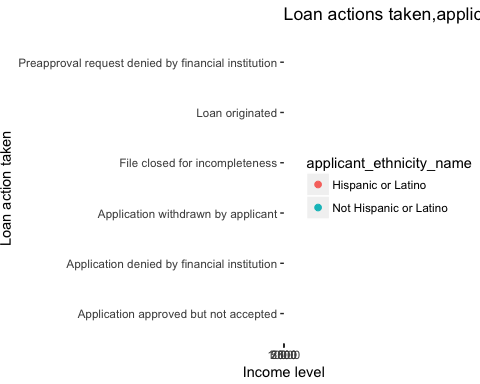 Loan actions taken,applic
Preapproval request denied by financial institution
Loan originated
File closed for incompleteness
Application withdrawn by applicant
Application denied by financial institution
Application approved but not accepted
Loan action taken
applicant_ethnicity_name
Hispanic or Latino
Not Hispanic or Latino
Income level